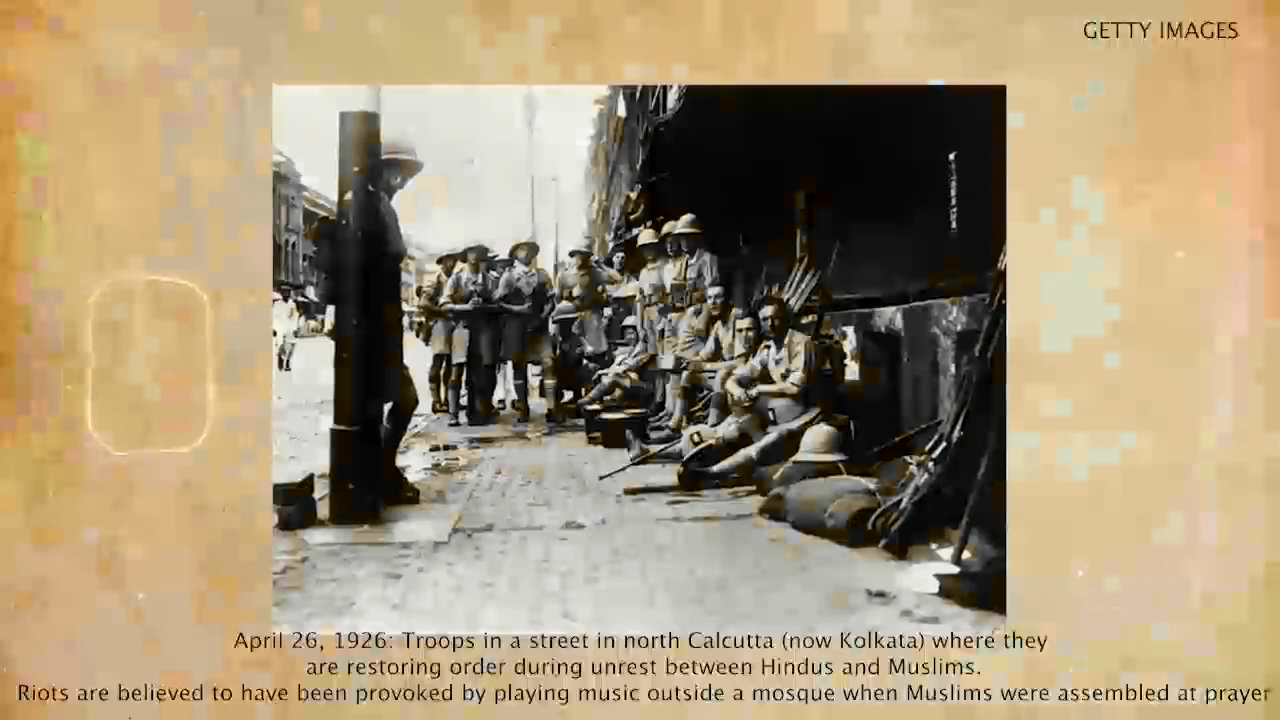 GETTY IMAGES
April 26, 1926: Troops in a street in north Calcutta (now Kolkata) where they
are restoring order during unrest between Hindus and Muslims.
Riots are believed to have been provoked by playing music outside a mosque when Muslims were assembled at prayer